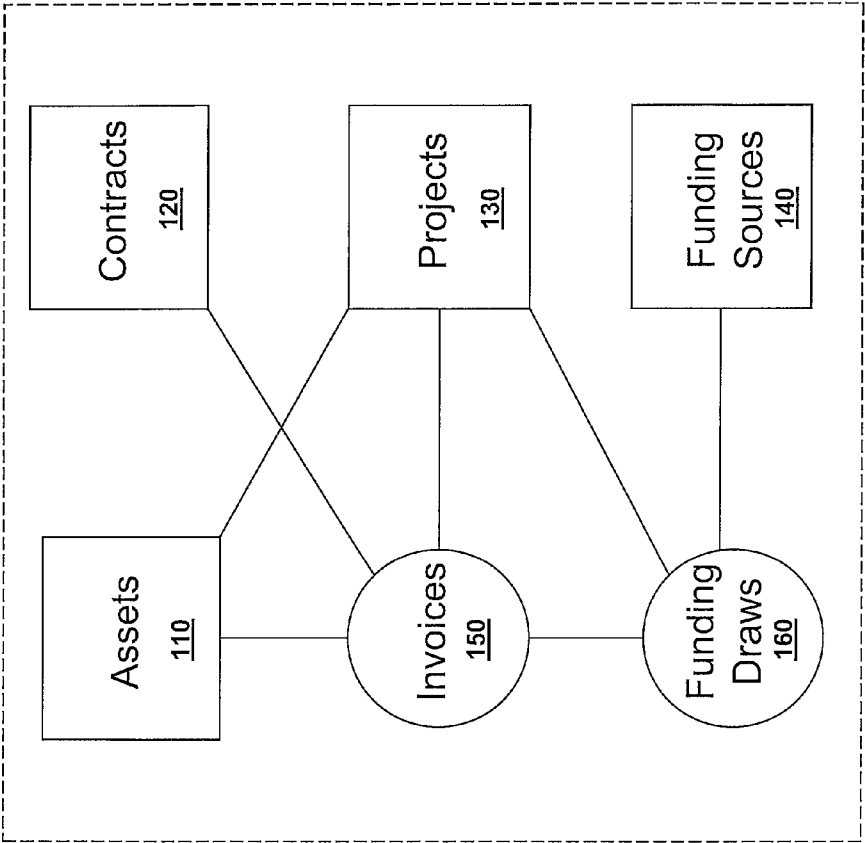 Assets
110
Contracts
120
Invoices
150
Projects
130
Funding
Draws
160
Funding
Sources
140